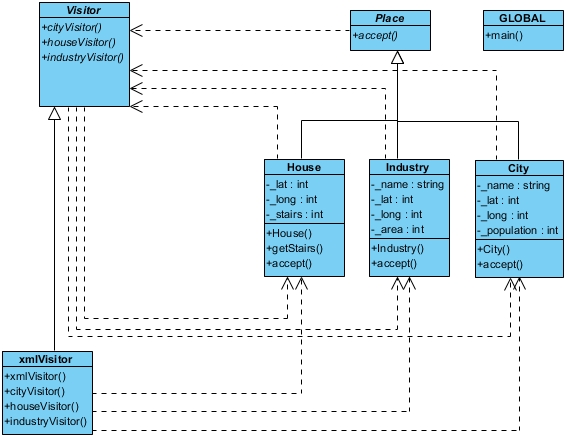 Visitor
+cityVisitor()
+houseVisitor()
+industryVisitor()
Place
+accept()
GLOBAL
+main()
House
-_lat : int
-_long : int
-_stairs : int
+House()
+getStairs()
+accept()
Industry
-_name : string
-_lat : int
-_long : int
-_area : int
+Industry()
+accept()
City
-_name : string
-_lat : int
-_long : int
-_population : int
+City()
+accept()
xmlVisitor
+xmlVisitor()
+cityVisitor()
+houseVisitor()
+industryVisitor()